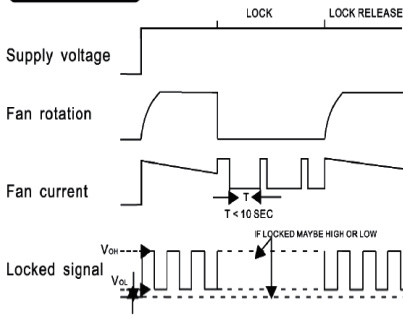 LOCK LOCK RELEASE
Supply voltage
Fan rotation
Fan current
T
T < 10 SEC
IF LOCKED MAYBE HIGH OR LOW
VOH
Locked signal
VOL